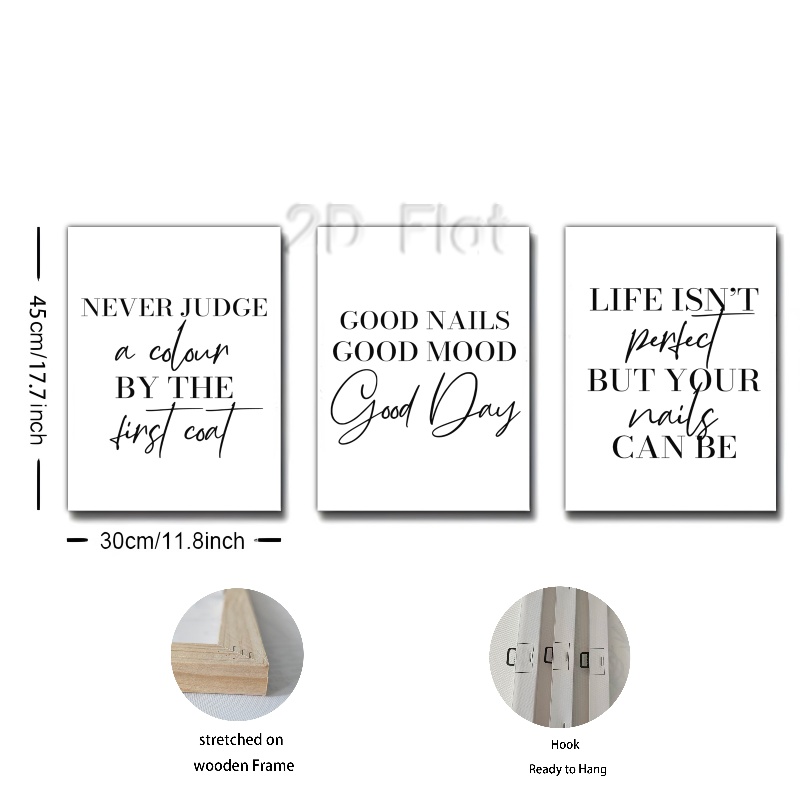 2D Flat
NEVER JUDGE
a colour
BY THE
first coat
GOOD NAILS
GOOD MOOD
Good Day
LIFE ISN'T
perfect
BUT YOUR
nails
CAN BE
45cm/17.7inch
30cm/11.8inch
stretched on
wooden Frame
Hook
Ready to Hang